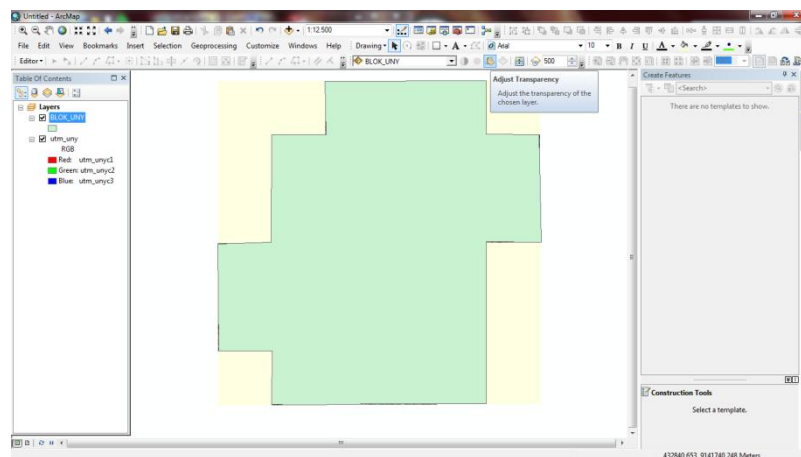 Untitled - ArcMap
1:12.500
File Edit View Bookmarks Insert Selection Geoprocessing Customize Windows Help
Drawing
Arial
10
B I U A
Editor
BLOK_UNY
500
Table Of Contents
Layers
BLOK_UNY
utm_uny
RGB
Red: utm_unyc1
Green: utm_unyc2
Blue: utm_unyc3
Adjust Transparency
Adjust the transparency of the
chosen layer.
Create Features
<Search>
There are no templates to show.
Construction Tools
Select a template.
432840,653 9141740,248 Meters